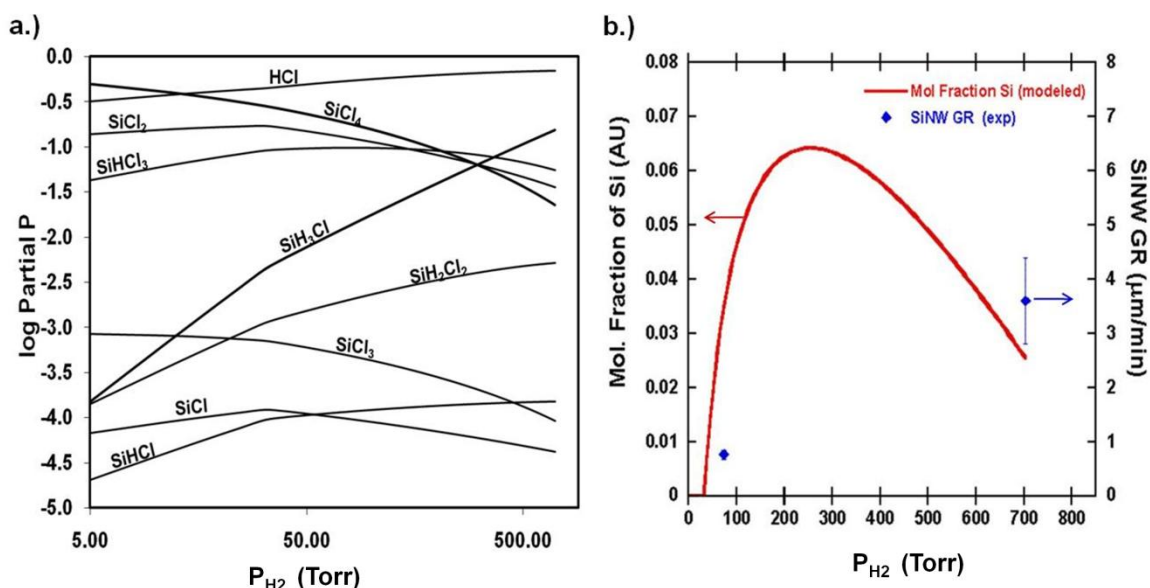 a.)
0.0
-0.5
-1.0
-1.5
-2.0
-2.5
-3.0
-3.5
-4.0
-4.5
-5.0
log Partial P
HCl
SiCl₄
SiCl₂
SiHCl₃
SiH₃Cl
SiH₂Cl₂
SiCl₃
SiCl
SiHCl
5.00 50.00 500.00
P_H2 (Torr)
b.)
0.08
0.07
0.06
0.05
0.04
0.03
0.02
0.01
0
Mol. Fraction of Si (AU)
Mol Fraction Si (modeled)
SiNW GR (exp)
8
7
6
5
4
3
2
1
0
SiNW GR (μm/min)
0 100 200 300 400 500 600 700 800
P_H2 (Torr)